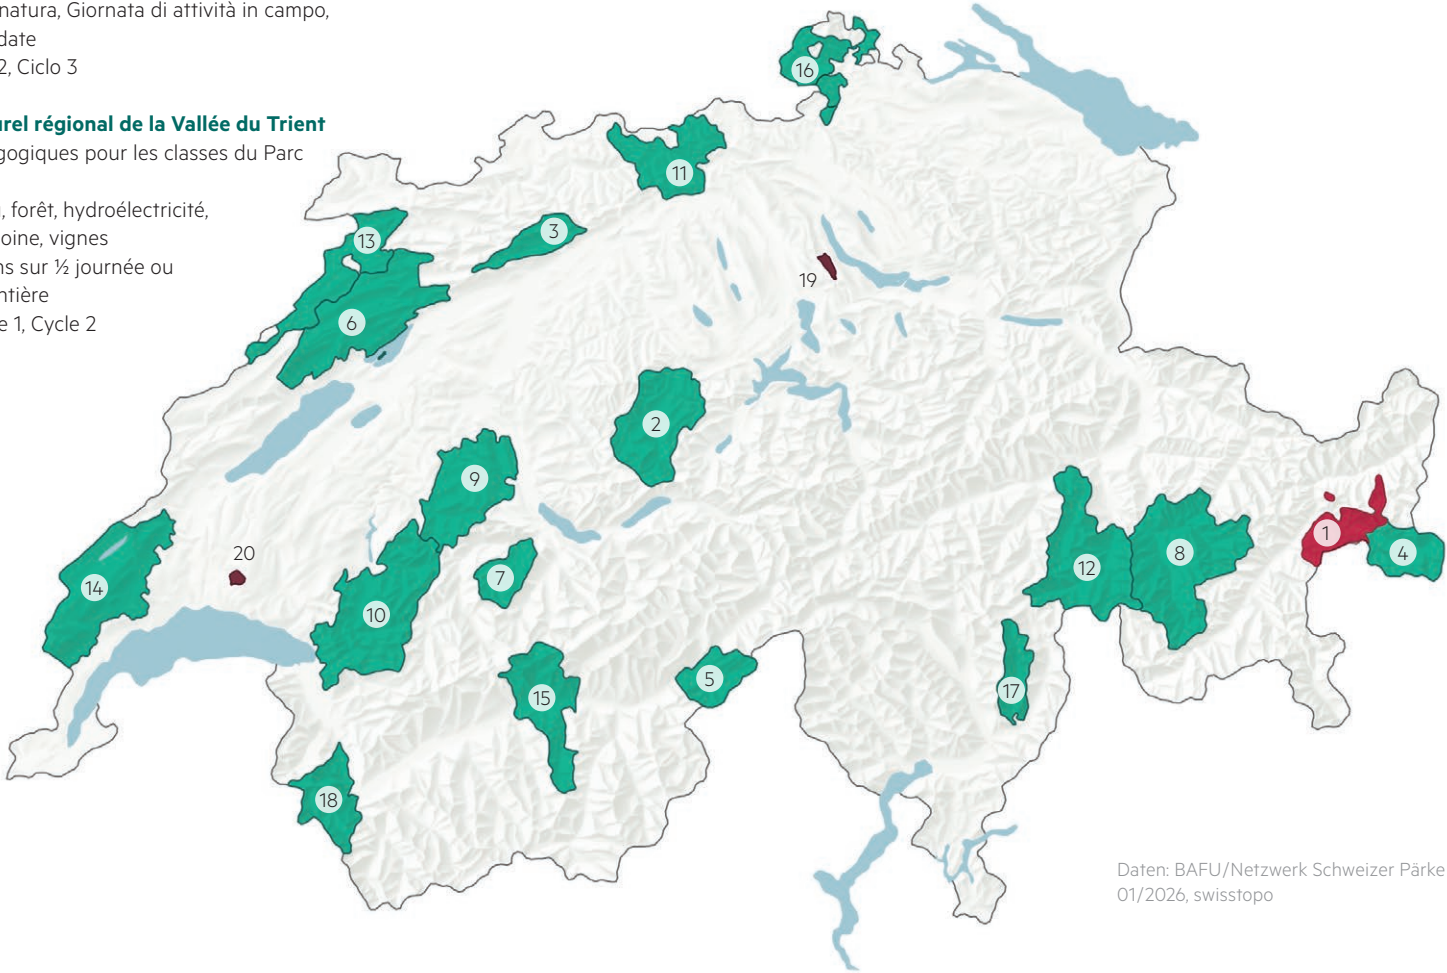 natura, Giornata di attività in campo,
date
2, Ciclo 3
urel régional de la Vallée du Trient
gogiques pour les classes du Parc
, forêt, hydroélectricité,
oine, vignes
ns sur ½ journée ou
ntière
e 1, Cycle 2
16
11
3
13
19
6
2
9
1
4
20
14
7
12
8
10
5
15
17
18
Daten: BAFU/Netzwerk Schweizer Pärke
01/2026, swisstopo